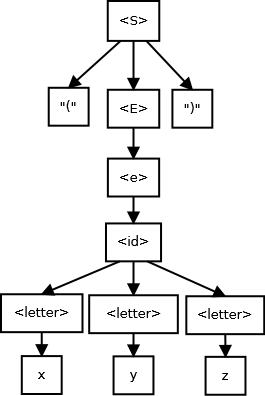 <S>
"(" <E> ")"
<e>
<id>
<letter> <letter> <letter>
x y z